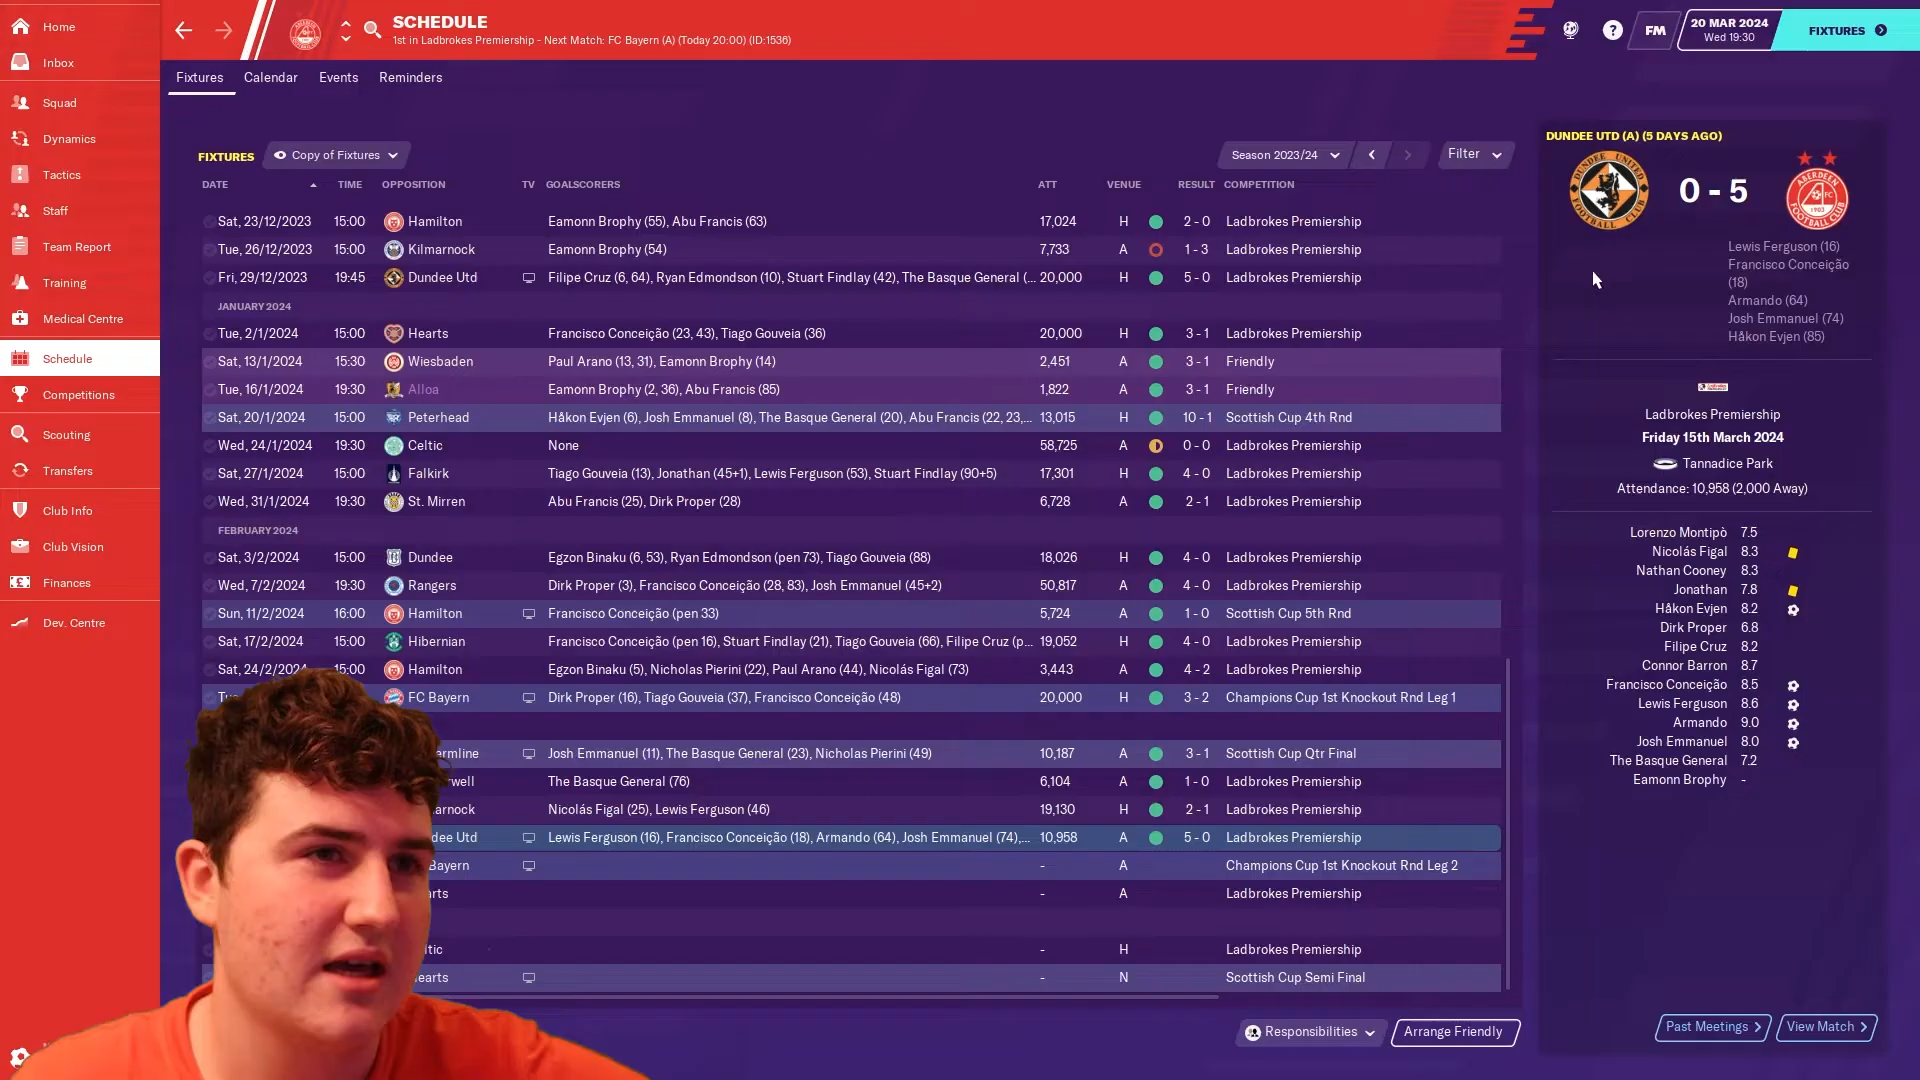 Home
Inbox
Squad
Dynamics
Tactics
Staff
Team Report
Training
Medical Centre
Schedule
Competitions
Scouting
Transfers
Club Info
Club Vision
Finances
Dev. Centre
SCHEDULE
1st in Ladbrokes Premiership - Next Match: FC Bayern (A) (Today 20:00) (ID:1536)
? FM 20 MAR 2024
Wed 19:30
FIXTURES
Fixtures Calendar Events Reminders
FIXTURES Copy of Fixtures Season 2023/24 Filter
DATE TIME OPPOSITION TV GOALSCORERS ATT VENUE RESULT COMPETITION
Sat, 23/12/2023 15:00 Hamilton Eamonn Brophy (55), Abu Francis (63) 17,024 H 2 - 0 Ladbrokes Premiership
Tue, 26/12/2023 15:00 Kilmarnock Eamonn Brophy (54) 7,733 A 1 - 3 Ladbrokes Premiership
Fri, 29/12/2023 19:45 Dundee Utd Filipe Cruz (6, 64), Ryan Edmondson (10), Stuart Findlay (42), The Basque General (... 20,000 H 5 - 0 Ladbrokes Premiership
JANUARY 2024
Tue, 2/1/2024 15:00 Hearts Francisco Conceição (23, 43), Tiago Gouveia (36) 20,000 H 3 - 1 Ladbrokes Premiership
Sat, 13/1/2024 15:30 Wiesbaden Paul Arano (13, 31), Eamonn Brophy (14) 2,451 A 3 - 1 Friendly
Tue, 16/1/2024 19:30 Alloa Eamonn Brophy (2, 36), Abu Francis (85) 1,822 A 3 - 1 Friendly
Sat, 20/1/2024 15:00 Peterhead Håkon Evjen (6), Josh Emmanuel (8), The Basque General (20), Abu Francis (22, 23,... 13,015 H 10 - 1 Scottish Cup 4th Rnd
Wed, 24/1/2024 19:30 Celtic None 58,725 A 0 - 0 Ladbrokes Premiership
Sat, 27/1/2024 15:00 Falkirk Tiago Gouveia (13), Jonathan (45+1), Lewis Ferguson (53), Stuart Findlay (90+5) 17,301 H 4 - 0 Ladbrokes Premiership
Wed, 31/1/2024 19:30 St. Mirren Abu Francis (25), Dirk Proper (28) 6,728 A 2 - 1 Ladbrokes Premiership
FEBRUARY 2024
Sat, 3/2/2024 15:00 Dundee Egzon Binaku (6, 53), Ryan Edmondson (pen 73), Tiago Gouveia (88) 18,026 H 4 - 0 Ladbrokes Premiership
Wed, 7/2/2024 19:30 Rangers Dirk Proper (3), Francisco Conceição (28, 83), Josh Emmanuel (45+2) 50,817 A 4 - 0 Ladbrokes Premiership
Sun, 11/2/2024 16:00 Hamilton Francisco Conceição (pen 33) 5,724 A 1 - 0 Scottish Cup 5th Rnd
Sat, 17/2/2024 15:00 Hibernian Francisco Conceição (pen 16), Stuart Findlay (21), Tiago Gouveia (66), Filipe Cruz (p... 19,052 H 4 - 0 Ladbrokes Premiership
Sat, 24/2/2024 15:00 Hamilton Egzon Binaku (5), Nicholas Pierini (22), Paul Arano (44), Nicolás Figal (73) 3,443 A 4 - 2 Ladbrokes Premiership
FC Bayern Dirk Proper (16), Tiago Gouveia (37), Francisco Conceição (48) 20,000 H 3 - 2 Champions Cup 1st Knockout Rnd Leg 1
ermline Josh Emmanuel (11), The Basque General (23), Nicholas Pierini (49) 10,187 A 3 - 1 Scottish Cup Qtr Final
rwell The Basque General (76) 6,104 A 1 - 0 Ladbrokes Premiership
arnock Nicolás Figal (25), Lewis Ferguson (46) 19,130 H 2 - 1 Ladbrokes Premiership
dee Utd Lewis Ferguson (16), Francisco Conceição (18), Armando (64), Josh Emmanuel (74),... 10,958 A 5 - 0 Ladbrokes Premiership
Bayern - A Champions Cup 1st Knockout Rnd Leg 2
arts - A Ladbrokes Premiership
ltic - H Ladbrokes Premiership
earts - N Scottish Cup Semi Final
Responsibilities Arrange Friendly
DUNDEE UTD (A) (5 DAYS AGO)
0 - 5
Lewis Ferguson (16)
Francisco Conceição
(18)
Armando (64)
Josh Emmanuel (74)
Håkon Evjen (85)
Ladbrokes Premiership
Friday 15th March 2024
Tannadice Park
Attendance: 10,958 (2,000 Away)
Lorenzo Montipò 7.5
Nicolás Figal 8.3
Nathan Cooney 8.3
Jonathan 7.8
Håkon Evjen 8.2
Dirk Proper 6.8
Filipe Cruz 8.2
Connor Barron 8.7
Francisco Conceição 8.5
Lewis Ferguson 8.6
Armando 9.0
Josh Emmanuel 8.0
The Basque General 7.2
Eamonn Brophy -
Past Meetings View Match